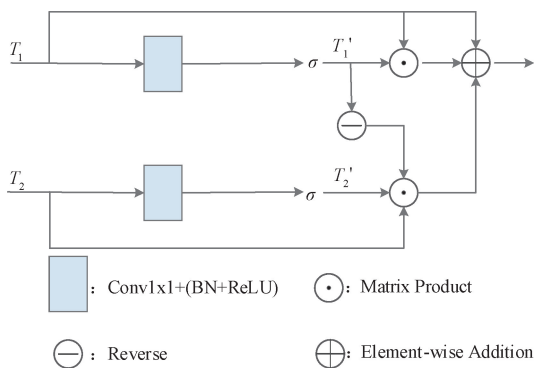 T₁
σ T₁'
T₂
σ T₂'
: Conv1x1+(BN+ReLU)
: Matrix Product
: Reverse
: Element-wise Addition